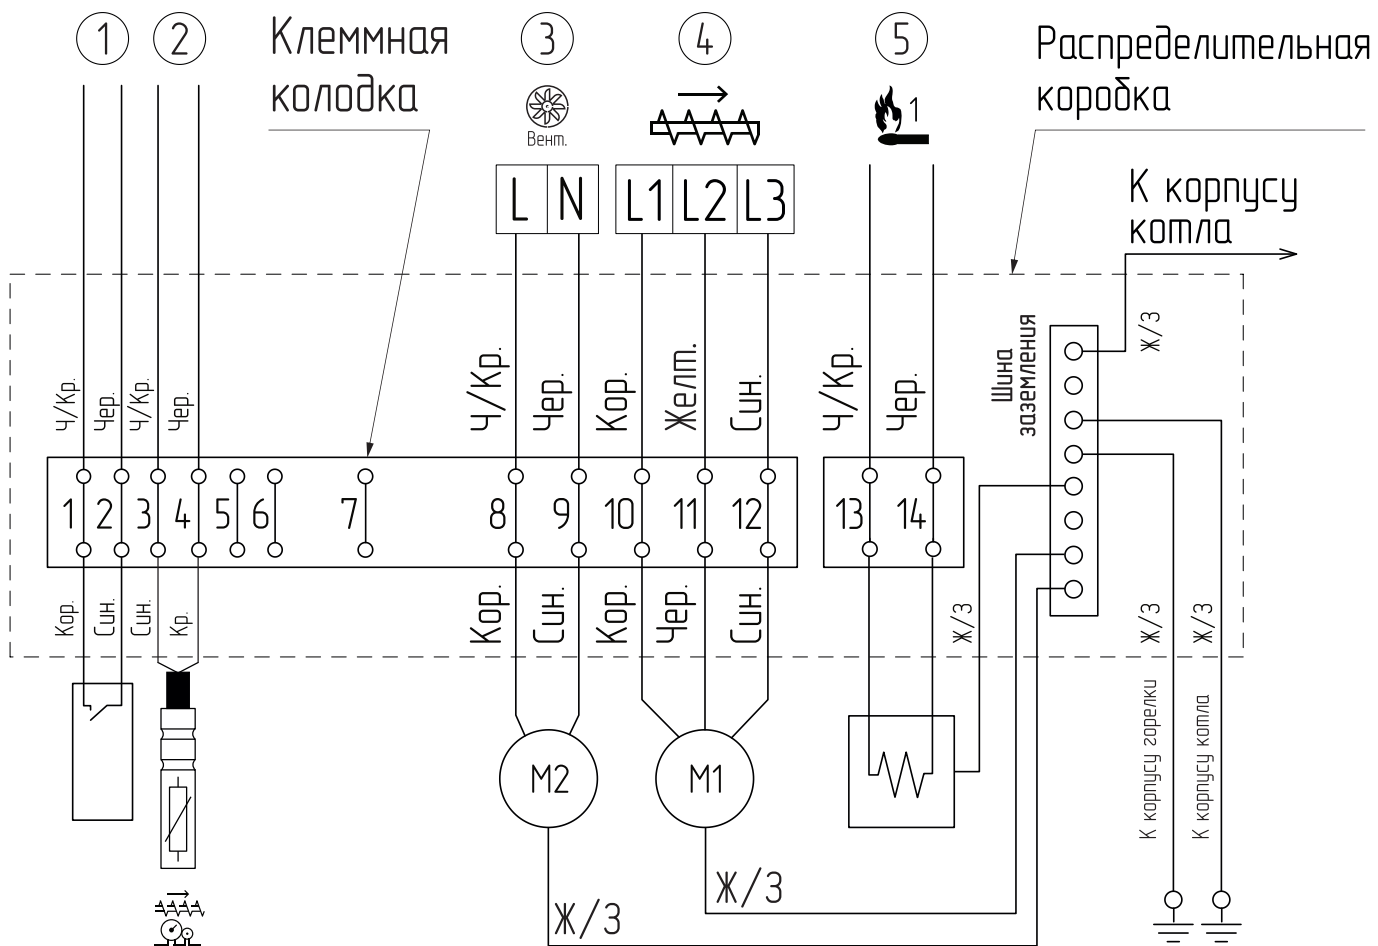 1 2 3 4 5
Клеммная
колодка
Вент.
1
Распределительная
коробка
L N L1 L2 L3
К корпусу
котла
Ч/Кр. Чер. Ч/Кр. Чер. Ч/Кр. Чер. Кор. Желт. Син. Ч/Кр. Чер.
Шина
заземления
Ж/З
1 2 3 4 5 6 7 8 9 10 11 12 13 14
Кор. Син. Син. Кр. Кор. Син. Кор. Чер. Син. Ж/З Ж/З Ж/З
К корпусу горелки
К корпусу котла
М2 М1
Ж/З
Ж/З